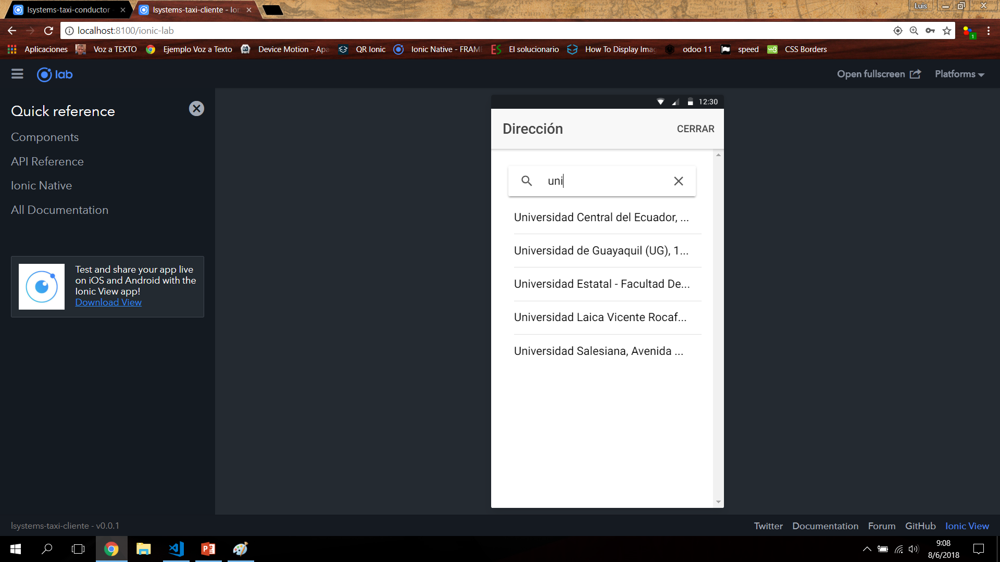 lsystems-taxi-conductor
lsystems-taxi-cliente - Ior
Luis
localhost:8100/ionic-lab
Aplicaciones
Voz a TEXTO
Ejemplo Voz a Texto
Device Motion - Apa
QR Ionic
Ionic Native - FRAM
El solucionario
How To Display Imag
odoo 11
speed
CSS Borders
lab
Open fullscreen
Platforms
Quick reference
Components
API Reference
Ionic Native
All Documentation
Test and share your app live
on iOS and Android with the
Ionic View app!
Download View
12:30
Dirección
CERRAR
uni
Universidad Central del Ecuador, ...
Universidad de Guayaquil (UG), 1...
Universidad Estatal - Facultad De...
Universidad Laica Vicente Rocaf...
Universidad Salesiana, Avenida ...
lsystems-taxi-cliente - v0.0.1
Twitter
Documentation
Forum
GitHub
Ionic View
9:08
8/6/2018